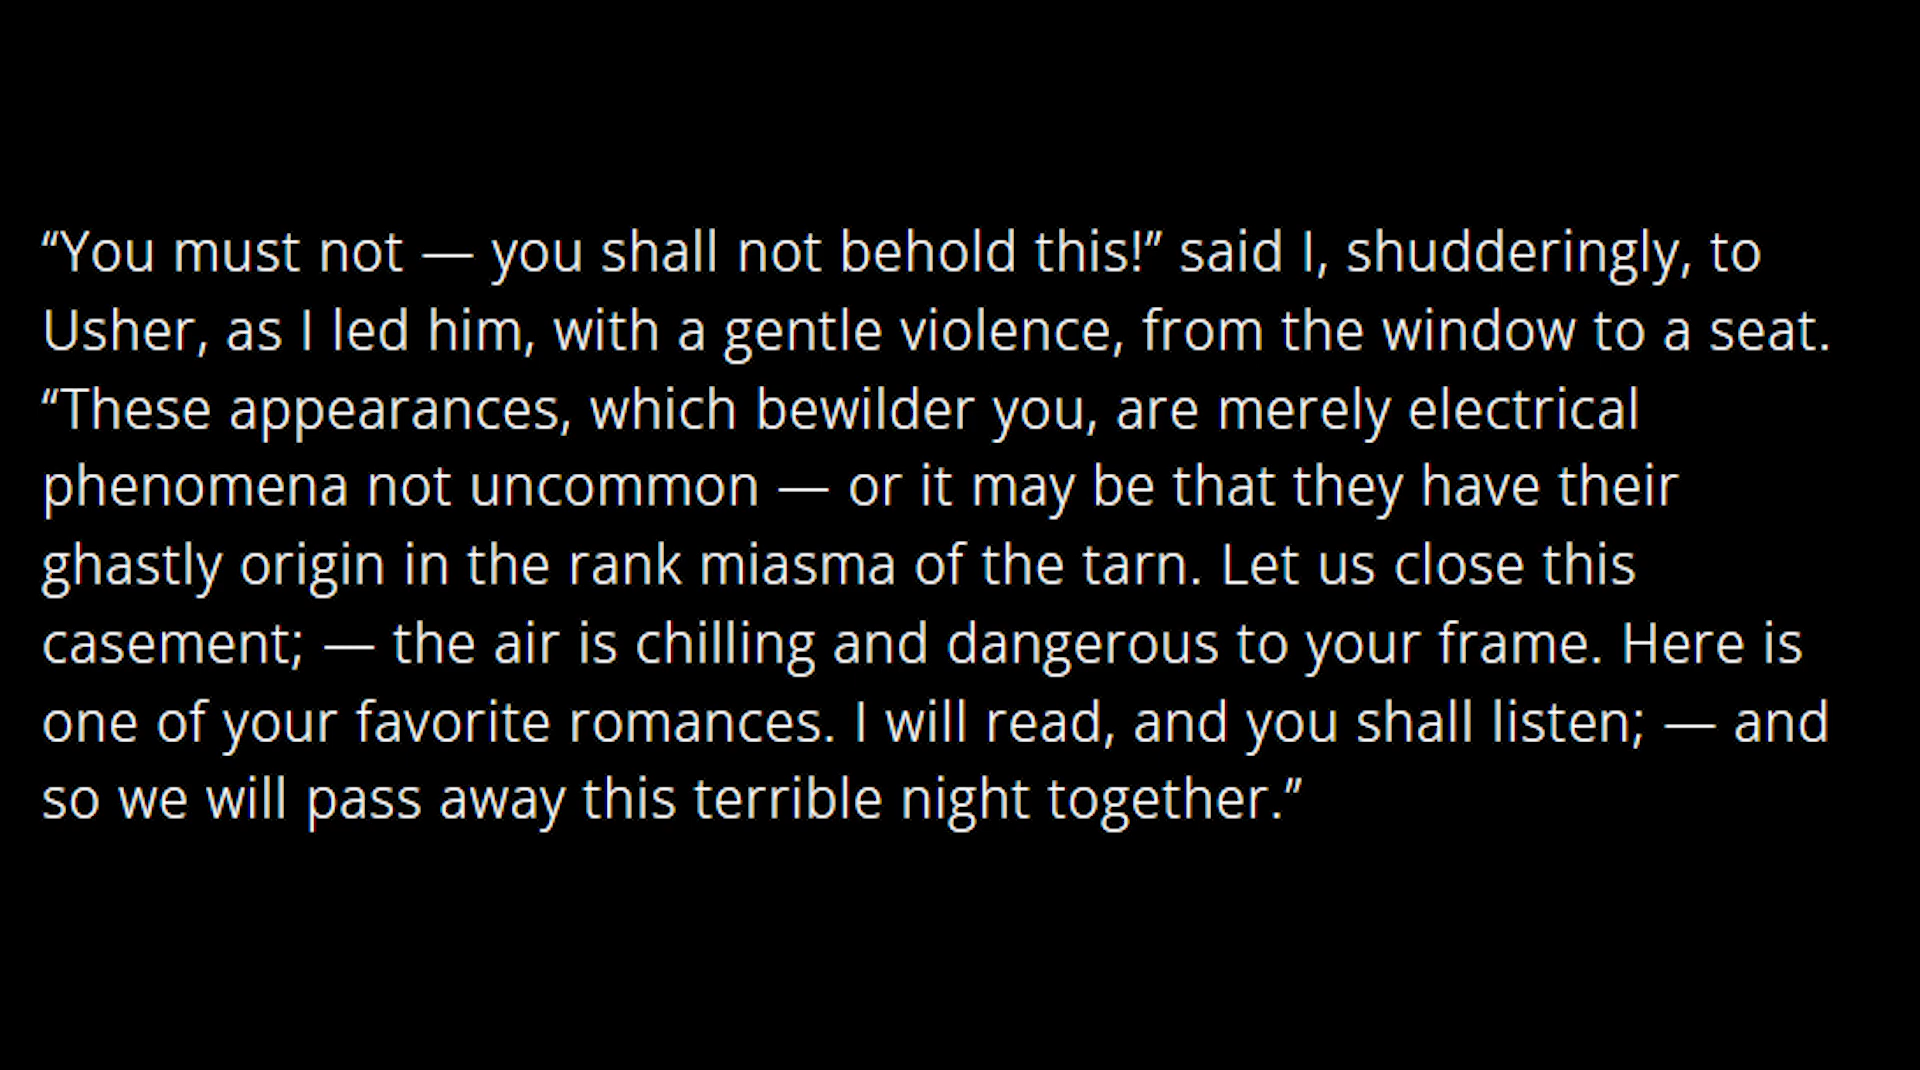 “You must not — you shall not behold this!” said I, shudderingly, to
Usher, as I led him, with a gentle violence, from the window to a seat.
“These appearances, which bewilder you, are merely electrical
phenomena not uncommon — or it may be that they have their
ghastly origin in the rank miasma of the tarn. Let us close this
casement; — the air is chilling and dangerous to your frame. Here is
one of your favorite romances. I will read, and you shall listen; — and
so we will pass away this terrible night together.”